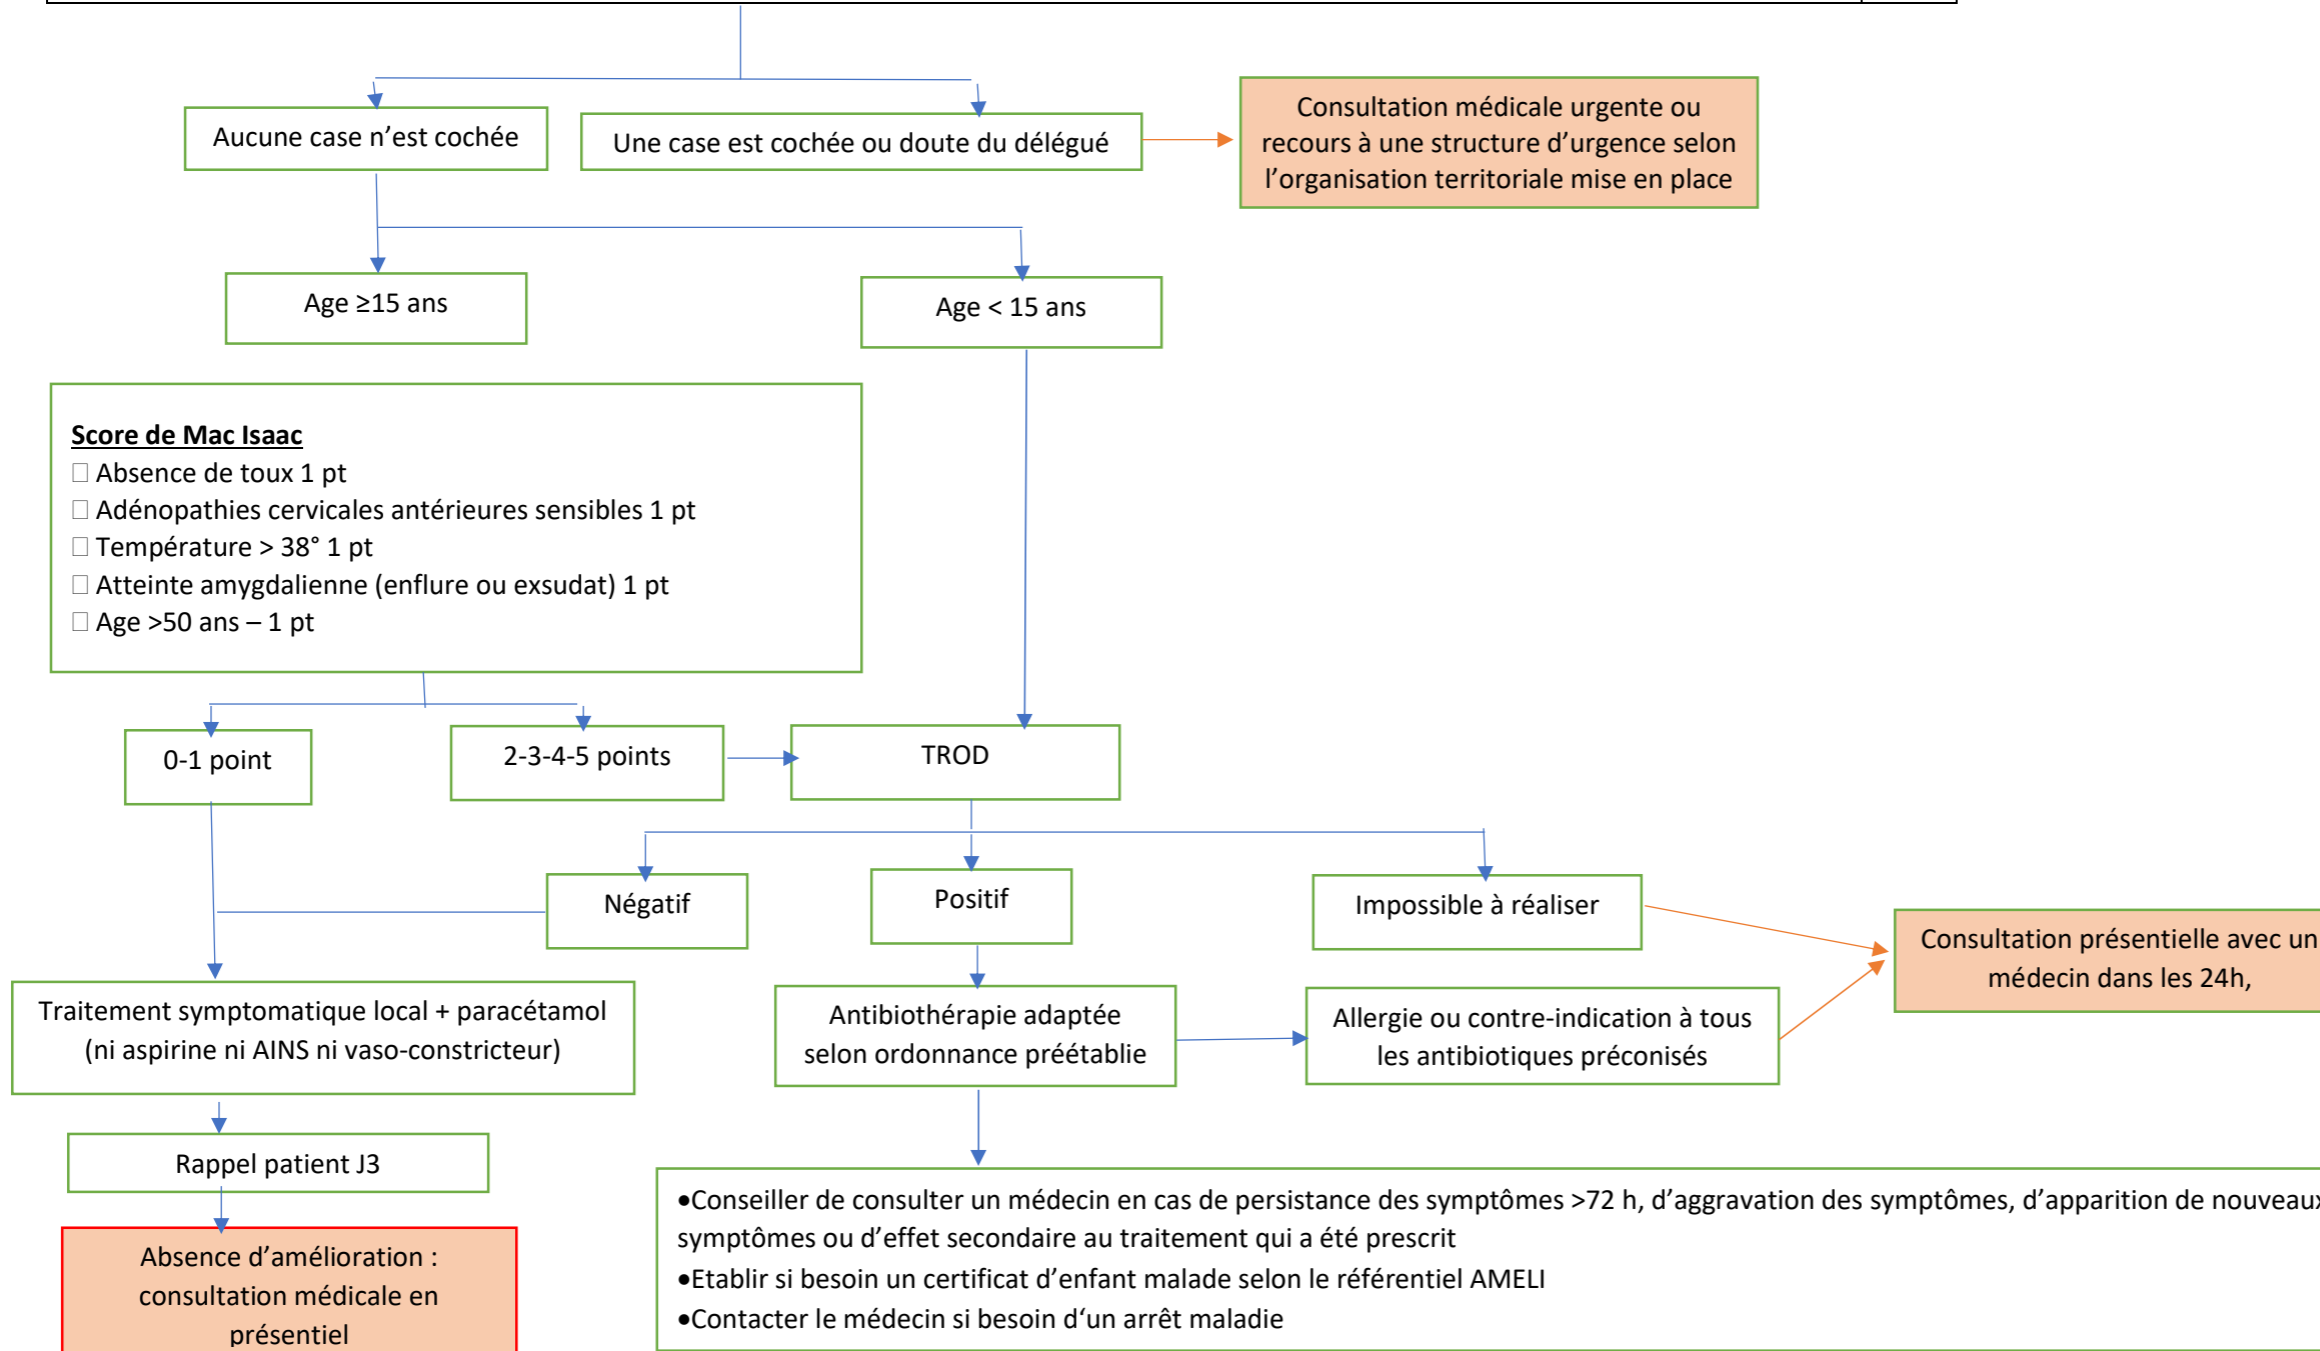 Aucune case n’est cochée
Une case est cochée ou doute du délégué
Consultation médicale urgente ou
recours à une structure d’urgence selon
l’organisation territoriale mise en place
Age ≥15 ans
Age < 15 ans
Score de Mac Isaac
□ Absence de toux 1 pt
□ Adénopathies cervicales antérieures sensibles 1 pt
□ Température > 38° 1 pt
□ Atteinte amygdalienne (enflure ou exsudat) 1 pt
□ Age >50 ans – 1 pt
0-1 point
2-3-4-5 points
TROD
Négatif
Positif
Impossible à réaliser
Consultation présentielle avec un
médecin dans les 24h,
Traitement symptomatique local + paracétamol
(ni aspirine ni AINS ni vaso-constricteur)
Antibiothérapie adaptée
selon ordonnance préétablie
Allergie ou contre-indication à tous
les antibiotiques préconisés
Rappel patient J3
Absence d’amélioration :
consultation médicale en
présentiel
•Conseiller de consulter un médecin en cas de persistance des symptômes >72 h, d’aggravation des symptômes, d’apparition de nouveaux
symptômes ou d’effet secondaire au traitement qui a été prescrit
•Etablir si besoin un certificat d’enfant malade selon le référentiel AMELI
•Contacter le médecin si besoin d‘un arrêt maladie